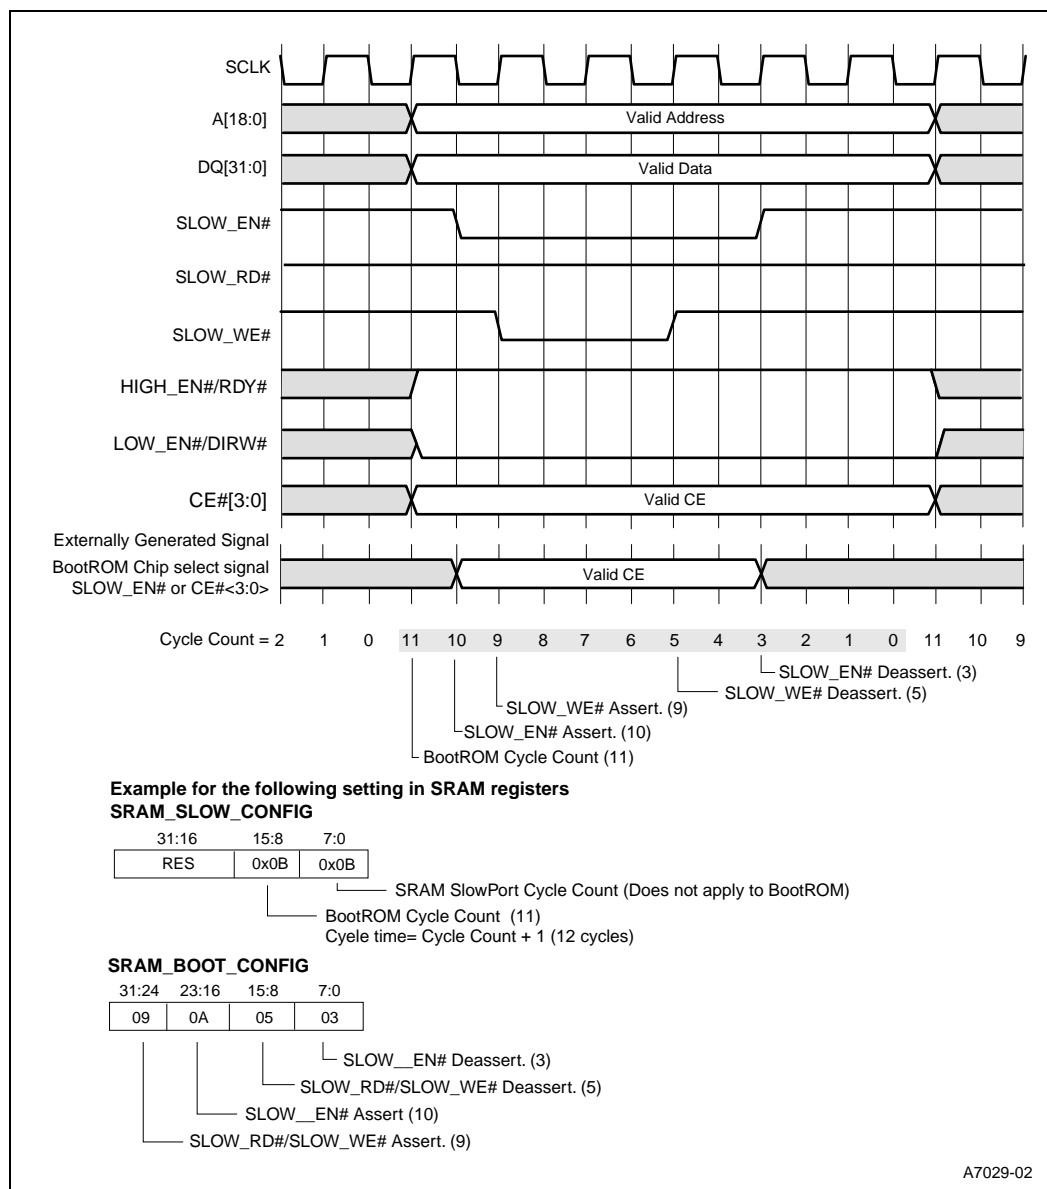 SCLK
A[18:0]
Valid Address
DQ[31:0]
Valid Data
SLOW_EN#
SLOW_RD#
SLOW_WE#
HIGH_EN#/RDY#
LOW_EN#/DIRW#
CE#[3:0]
Valid CE
Externally Generated Signal
BootROM Chip select signal
SLOW_EN# or CE#<3:0>
Valid CE
Cycle Count = 2 1 0 11 10 9 8 7 6 5 4 3 2 1 0 11 10 9
SLOW_EN# Deassert. (3)
SLOW_WE# Deassert. (5)
SLOW_WE# Assert. (9)
SLOW_EN# Assert. (10)
BootROM Cycle Count (11)
Example for the following setting in SRAM registers
SRAM_SLOW_CONFIG
31:16 15:8 7:0
RES 0x0B 0x0B
SRAM SlowPort Cycle Count (Does not apply to BootROM)
BootROM Cycle Count (11)
Cyele time= Cycle Count + 1 (12 cycles)
SRAM_BOOT_CONFIG
31:24 23:16 15:8 7:0
09 0A 05 03
SLOW__EN# Deassert. (3)
SLOW_RD#/SLOW_WE# Deassert. (5)
SLOW__EN# Assert (10)
SLOW_RD#/SLOW_WE# Assert. (9)
A7029-02